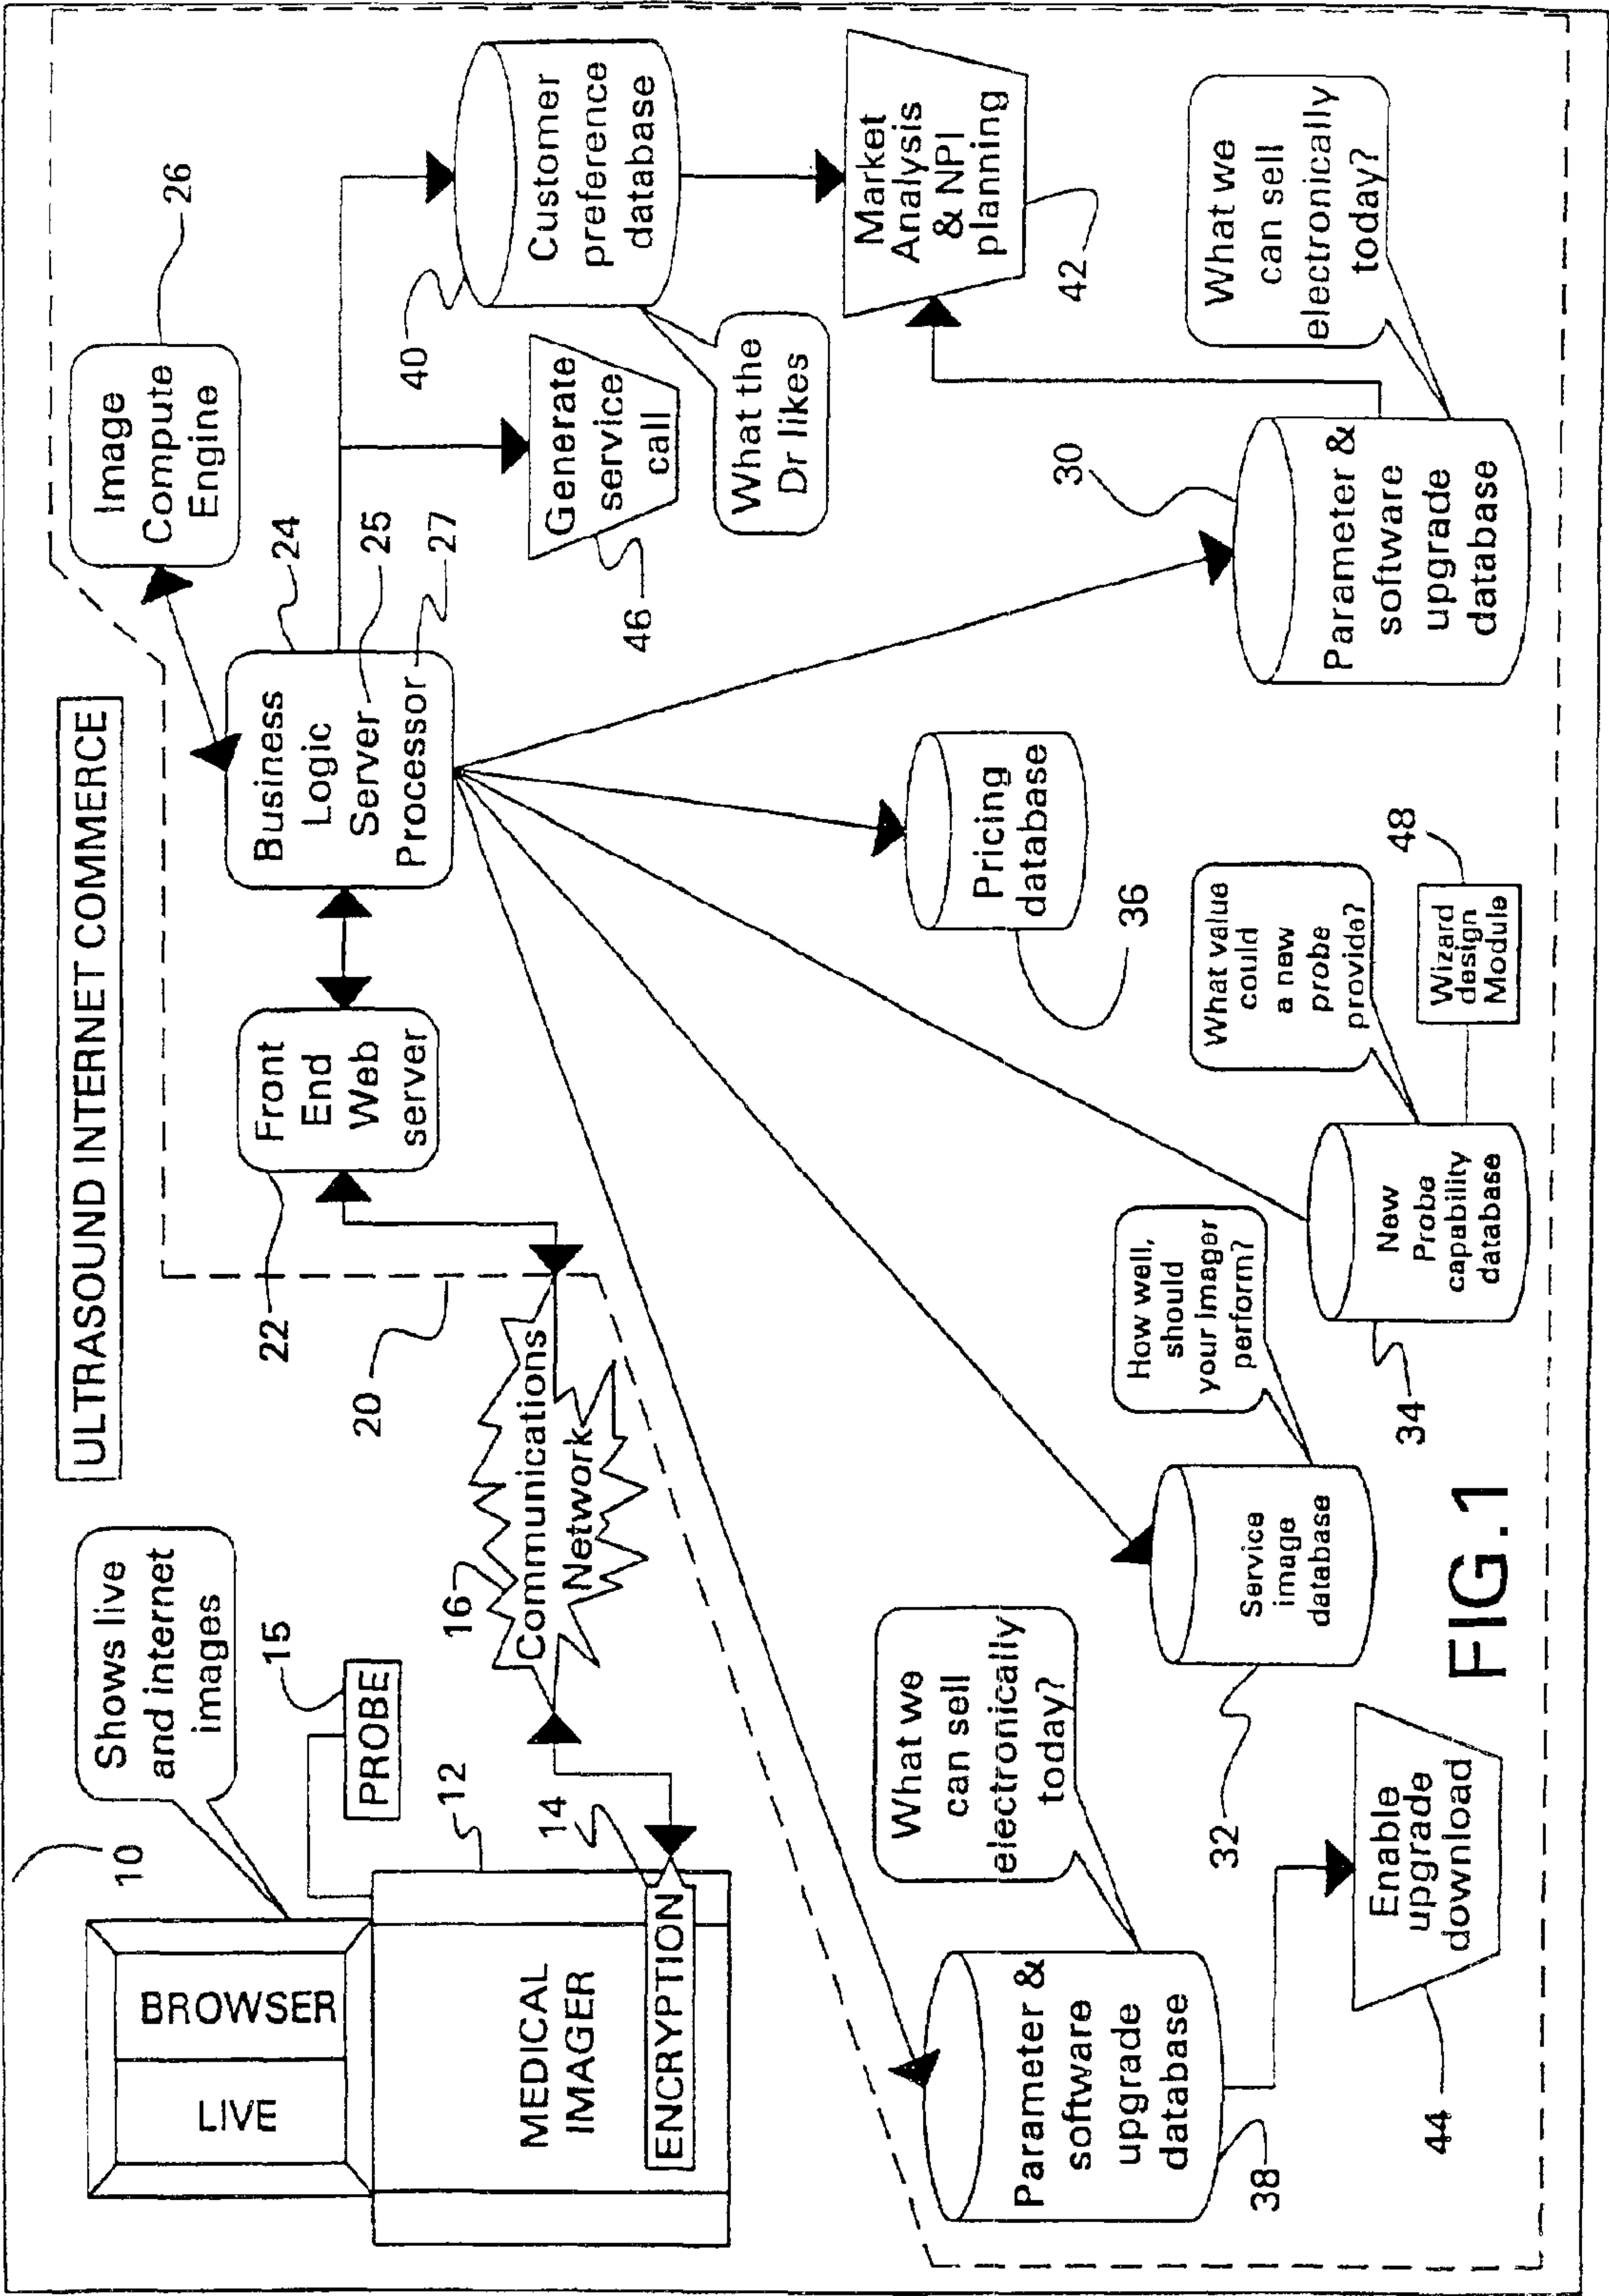 ULTRASOUND INTERNET COMMERCE
10
Shows live
and internet
images
LIVE
BROWSER
15
PROBE
12
MEDICAL
IMAGER
14
ENCRYPTION
16
Communications
Network
20
22
Front
End
Web
server
Business
Logic
Server
Processor
24
25
27
Image
Compute
Engine
26
40
Customer
preference
database
What the
Dr likes
Generate
service
call
46
Market
Analysis
& NPI
planning
42
What we
can sell
electronically
today?
30
Parameter &
software
upgrade
database
Pricing
database
36
What value
could
a new
probe
provide?
48
Wizard
design
Module
New
Probe
capability
database
34
How well,
should
your Imager
perform?
Service
image
database
32
What we
can sell
electronically
today?
Parameter &
software
upgrade
database
38
Enable
upgrade
download
44
FIG.1